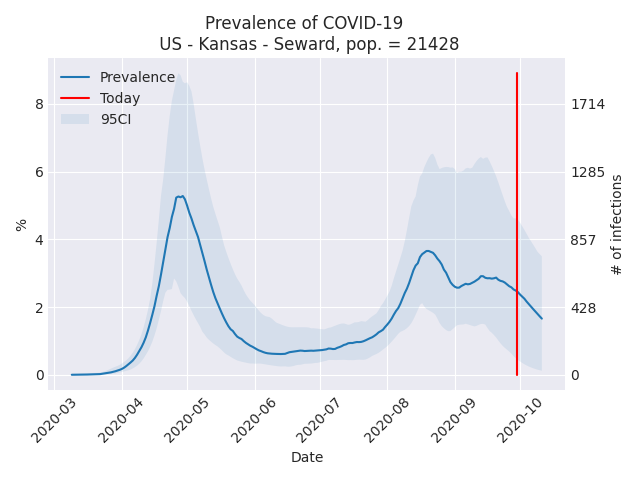 Prevalence of COVID-19
US - Kansas - Seward, pop. = 21428
Prevalence
Today
95CI
8
6
4
2
0
%
1714
1285
857
428
0
# of infections
2020-03
2020-04
2020-05
2020-06
2020-07
2020-08
2020-09
2020-10
Date